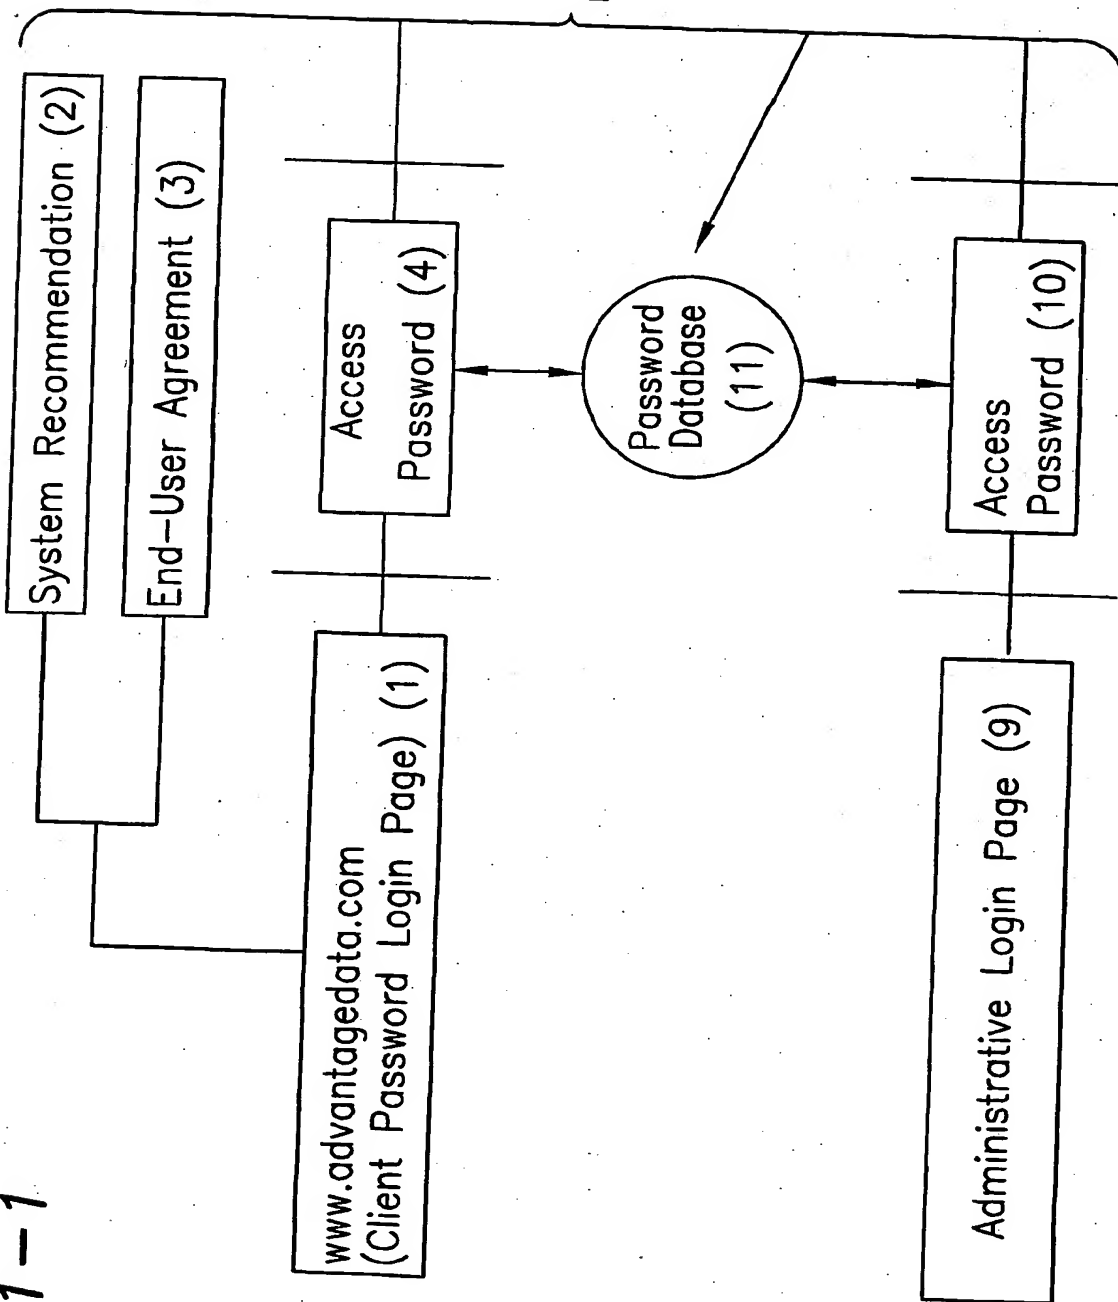 1-1
System Recommendation (2)
End-User Agreement (3)
www.advantagedata.com
(Client Password Login Page) (1)
Access
Password (4)
Password
Database
(11)
Administrative Login Page (9)
Access
Password (10)